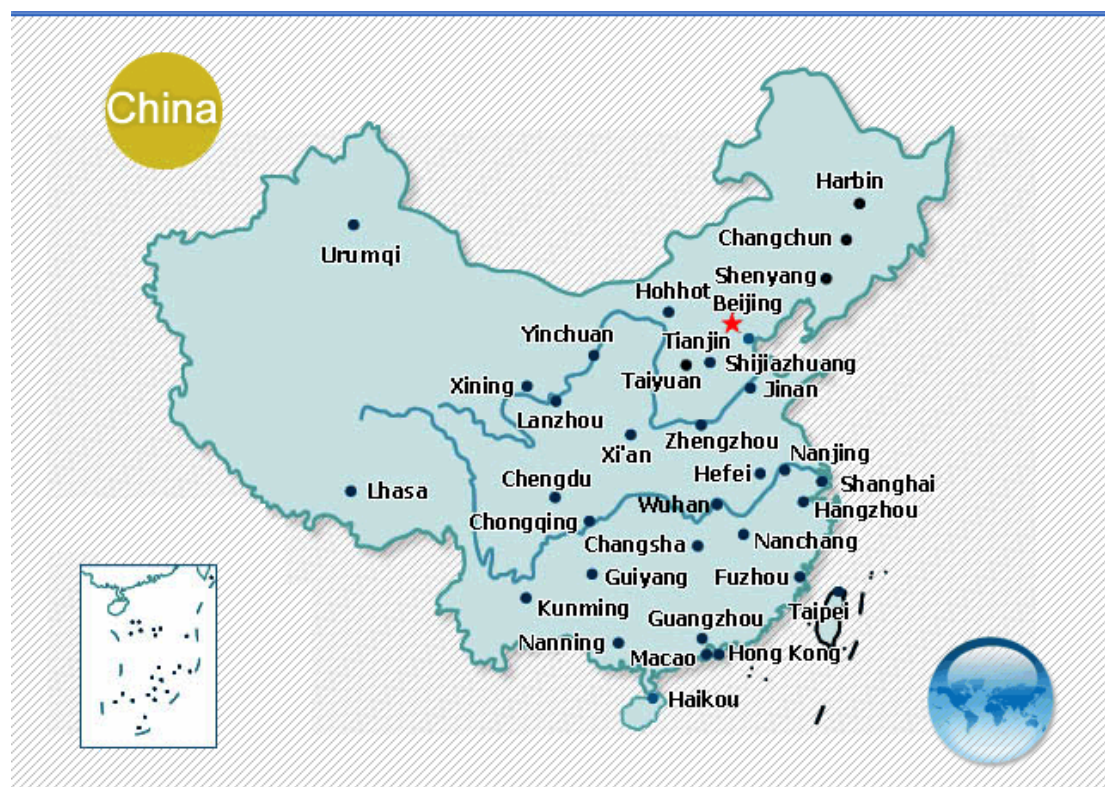 China
Harbin
Changchun
Urumqi
Shenyang
Hohhot
Beijing
Yinchuan
Tianjin
Shijiazhuang
Taiyuan
Xining
Jinan
Lanzhou
Zhengzhou
Xi'an
Nanjing
Hefei
Chengdu
Shanghai
Lhasa
Wuhan
Hangzhou
Chongqing
Nanchang
Changsha
Guiyang
Fuzhou
Kunming
Taipei
Guangzhou
Nanning
Macao
Hong Kong
Haikou